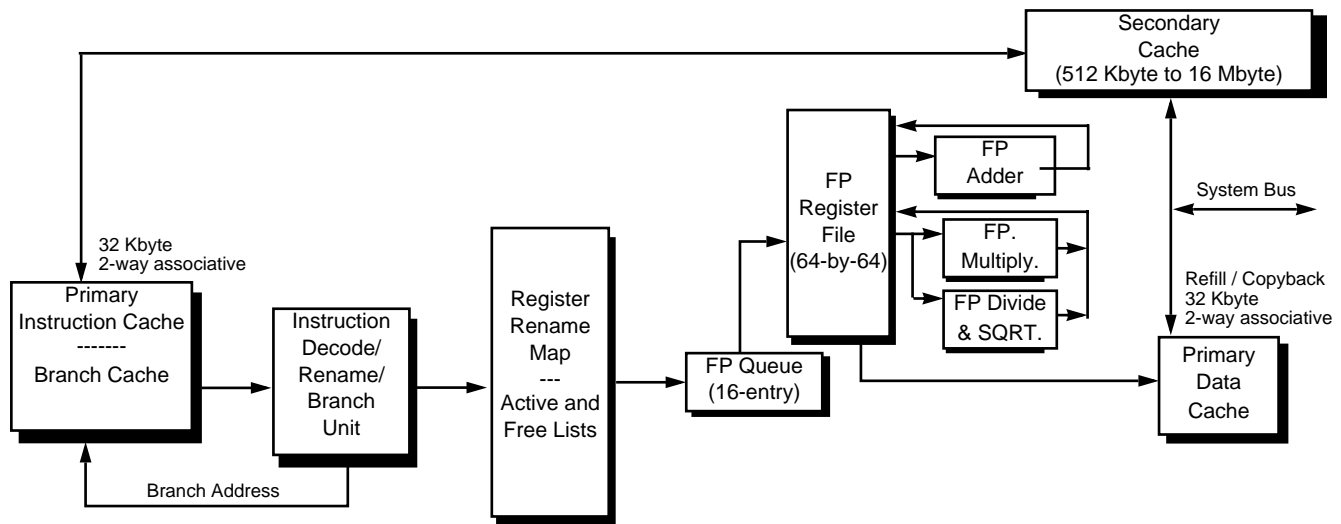 Secondary
Cache
(512 Kbyte to 16 Mbyte)
FP
Adder
FP
Register
File
(64-by-64)
System Bus
32 Kbyte
2-way associative
FP.
Multiply.
Primary
Instruction Cache
-------
Branch Cache
Instruction
Decode/
Rename/
Branch
Unit
Register
Rename
Map
---
Active and
Free Lists
FP Divide
& SQRT.
Refill / Copyback
32 Kbyte
2-way associative
FP Queue
(16-entry)
Primary
Data
Cache
Branch Address